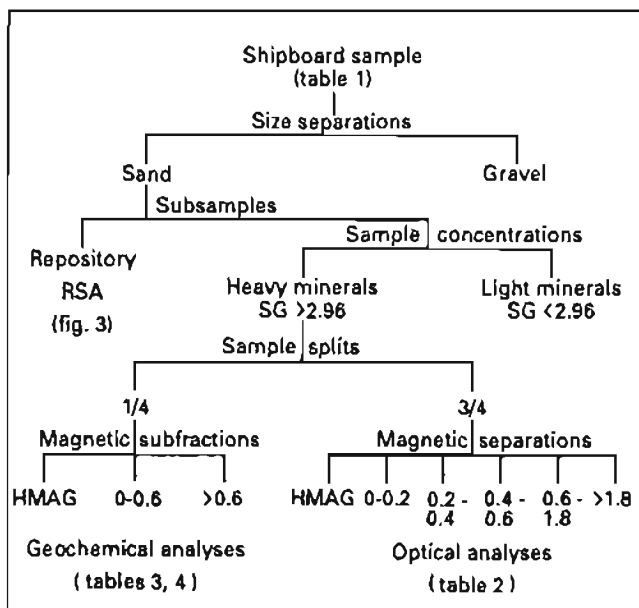 Shipboard sample
(table 1)
Size separations
Sand
Gravel
Subsamples
Sample concentrations
Repository
RSA
(fig. 3)
Heavy minerals
SG >2.96
Light minerals
SG <2.96
Sample splits
1/4
3/4
Magnetic subfractions
Magnetic separations
HMAG 0-0.6 >0.6
HMAG 0-0.2 0.2 - 0.4 - 0.6 - >1.8
0.4 0.6 1.8
Geochemical analyses
( tables 3, 4 )
Optical analyses
( table 2 )